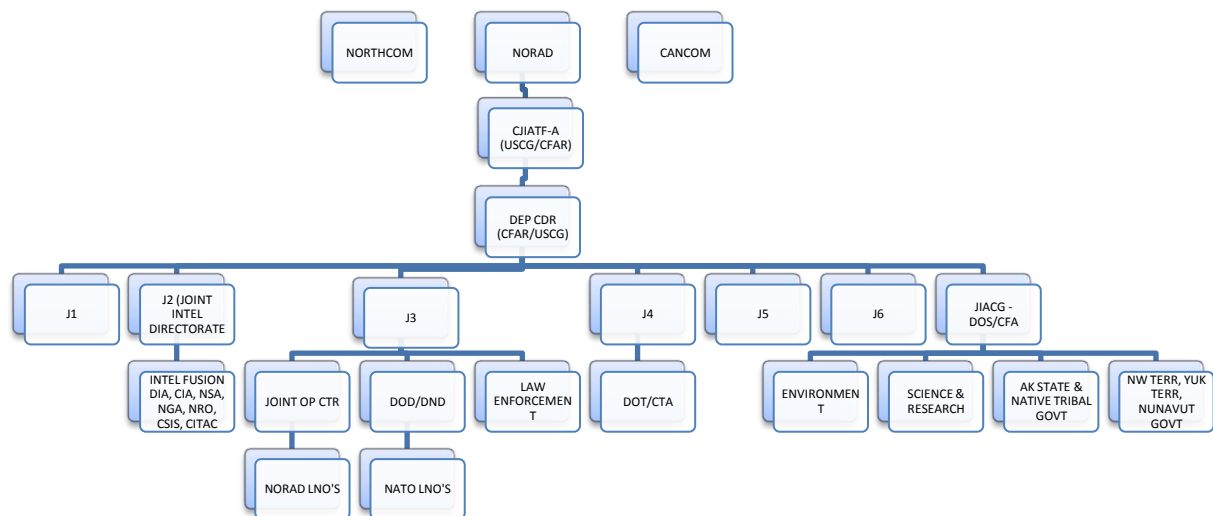 NORTHCOM
NORAD
CANCOM
CJIATF-A
(USCG/CFAR)
DEP CDR
(CFAR/USCG)
J1
J2 (JOINT
INTEL
DIRECTORATE
J3
J4
J5
J6
JIACG -
DOS/CFA
INTEL FUSION
DIA, CIA, NSA,
NGA, NRO,
CSIS, CITAC
JOINT OP CTR
DOD/DND
LAW
ENFORCEMEN
T
DOT/CTA
ENVIRONMEN
T
SCIENCE &
RESEARCH
AK STATE &
NATIVE TRIBAL
GOVT
NW TERR, YUK
TERR,
NUNAVUT
GOVT
NORAD LNO'S
NATO LNO'S